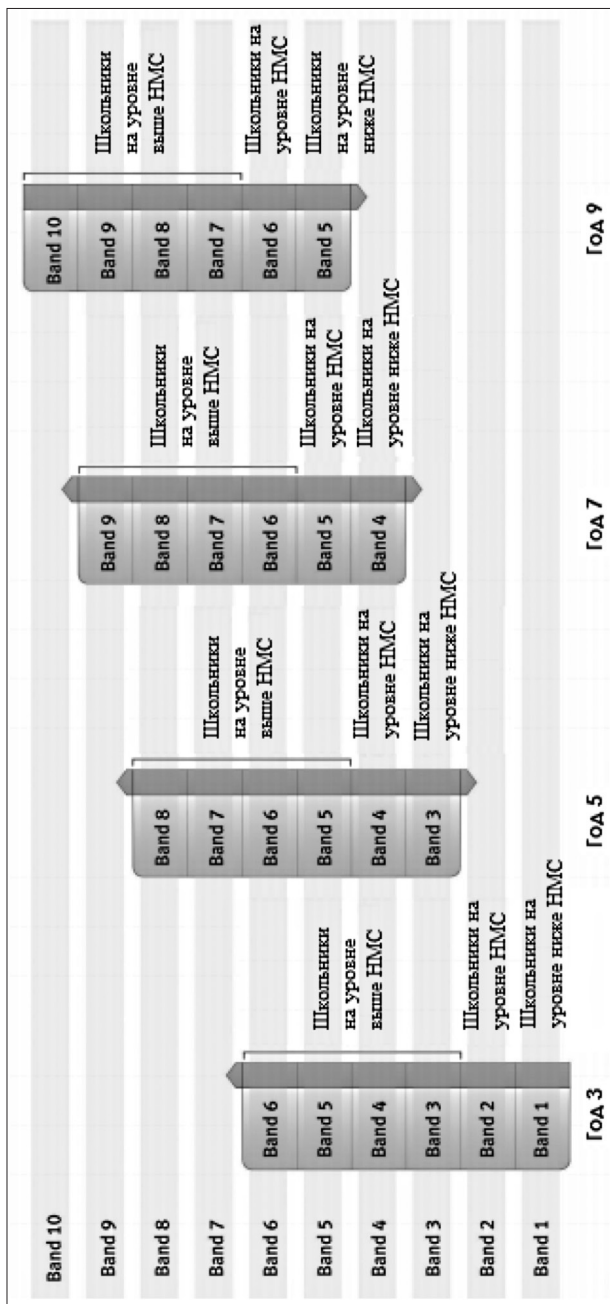 Band 10
Band 9
Band 8
Band 7
Band 6
Band 5
Band 4
Band 3
Band 2
Band 1
Band 6
Band 5
Band 4
Band 3
Band 2
Band 1
Школьники
на уровне
выше НМС
Школьники на
уровне НМС
Школьники на
уровне ниже НМС
Год 3
Band 8
Band 7
Band 6
Band 5
Band 4
Band 3
Школьники
на уровне
выше НМС
Школьники на
уровне НМС
Школьники на
уровне ниже НМС
Год 5
Band 9
Band 8
Band 7
Band 6
Band 5
Band 4
Школьники
на уровне
выше НМС
Школьники на
уровне НМС
Школьники на
уровне ниже НМС
Год 7
Band 10
Band 9
Band 8
Band 7
Band 6
Band 5
Школьники
на уровне
выше НМС
Школьники на
уровне НМС
Школьники
на уровне
ниже НМС
Год 9